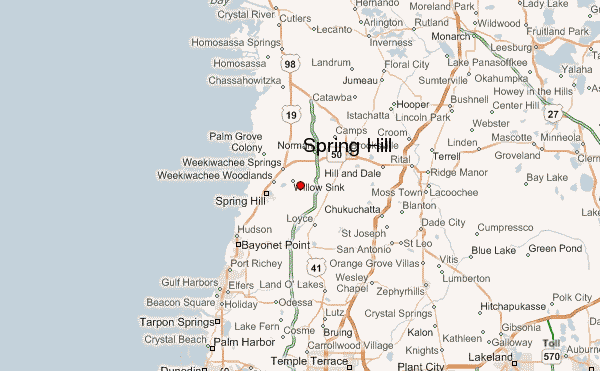 Day
Crystal River
Cutlers
Hernando
Moreland Park
Lady Lake
Arlington
Rutland
Wildwood
Fruitland Park
Lecanto
Homosassa Springs
Inverness
Monarch
Leesburg
98
Landrum
Floral City
Lake Panasoffkee
Homosassa
Chassahowitzka
Jumeau
Sumterville
Okahumpka
Yalaha
Asta
Howey in the Hills
Catawba
Hooper
Bushnell
Center Hill
19
Istachatta
Lincoln Park
27
Webster
Palm Grove
Colony
Camps
Croom
Linden
Mascotte
Minneola
Norma
Spring Hill
50
Terrell
Groveland
Clermont
Weekiwachee Springs
Rital
Weekiwachee Woodlands
Hill and Dale
Ridge Manor
Bay Lake
Willow Sink
Moss Town
Lacoochee
Spring Hill
Blanton
Loyce
Chukuchatta
Dade City
Cumpressco
Hudson
St Joseph
Bayonet Point
St Leo
San Antonio
Blue Lake
Green Pond
Port Richey
41
Orange Grove Villas
Vitis
Wesley
Chapel
Lumberton
Gulf Harbors
Elfers
Land O' Lakes
Zephyrhills
Beacon Square
Holiday
Odessa
Hitchapukasse
Polk City
Lutz
Crystal Springs
Tarpon Springs
Lake Fern
Gibsonia
Cosme
Bruing
Kalon
Kathleen
Toll
Crystal Beach
Palm Harbor
Galloway
570
Auburn
Carrollwood Village
Knights
Lakeland
Dunedin
Temple Terrace
Plant City